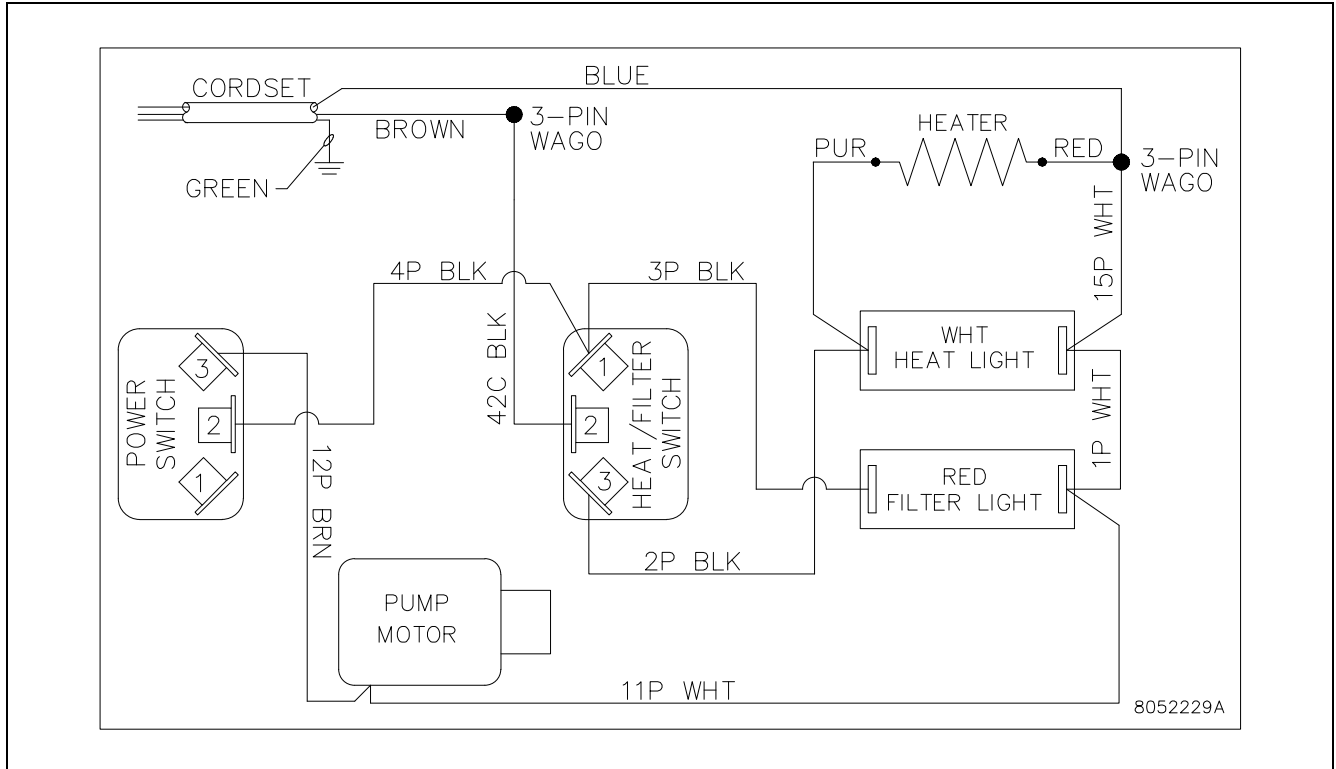 CORDSET
BLUE
BROWN
3-PIN
WAGO
GREEN
HEATER
PUR
RED
3-PIN
WAGO
15P WHT
4P BLK
3P BLK
42C BLK
POWER
SWITCH
3
2
1
12P BRN
1
2
3
HEAT/FILTER
SWITCH
WHT
HEAT LIGHT
1P WHT
RED
FILTER LIGHT
2P BLK
PUMP
MOTOR
11P WHT
8052229A